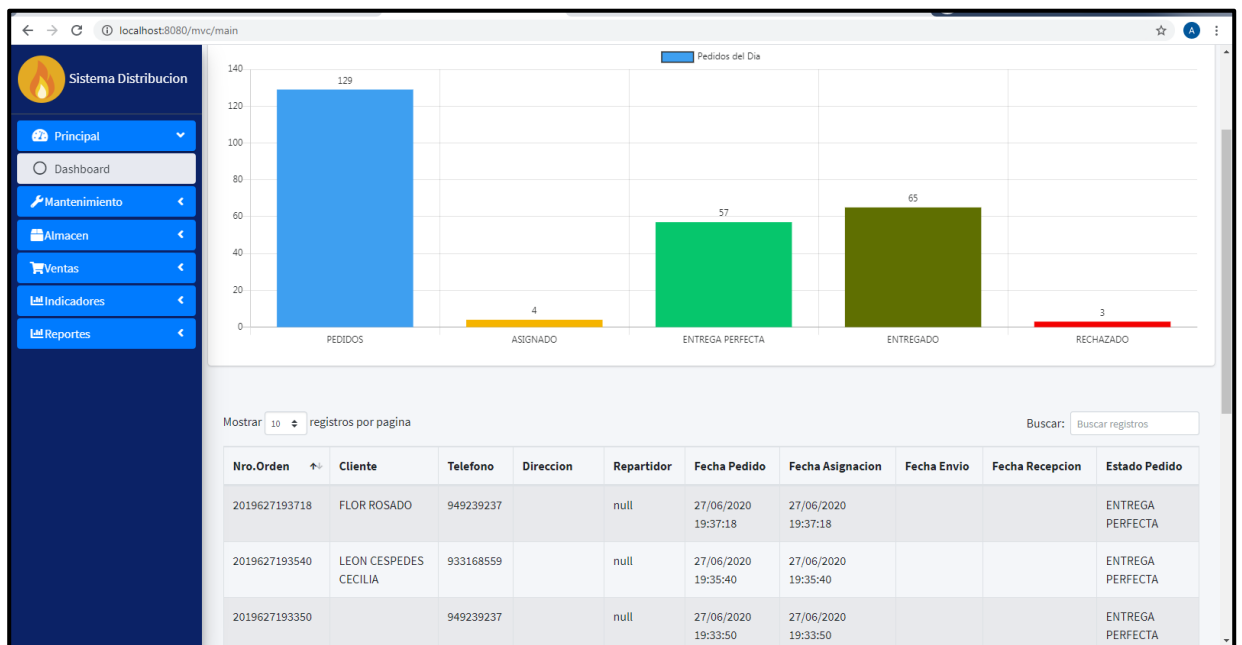 localhost:8080/mvc/main
A
Sistema Distribucion
Principal
Dashboard
Mantenimiento
Almacen
Ventas
Indicadores
Reportes
Pedidos del Dia
140
120
100
80
60
40
20
0
129
4
57
65
3
PEDIDOS ASIGNADO ENTREGA PERFECTA ENTREGADO RECHAZADO
Mostrar 10 registros por pagina
Buscar: Buscar registros
Nro.Orden Cliente Telefono Direccion Repartidor Fecha Pedido Fecha Asignacion Fecha Envio Fecha Recepcion Estado Pedido
2019627193718 FLOR ROSADO 949239237 null 27/06/2020 27/06/2020 ENTREGA
19:37:18 19:37:18 PERFECTA
2019627193540 LEON CESPEDES 933168559 null 27/06/2020 27/06/2020 ENTREGA
CECILIA 19:35:40 19:35:40 PERFECTA
2019627193350 949239237 null 27/06/2020 27/06/2020 ENTREGA
19:33:50 19:33:50 PERFECTA